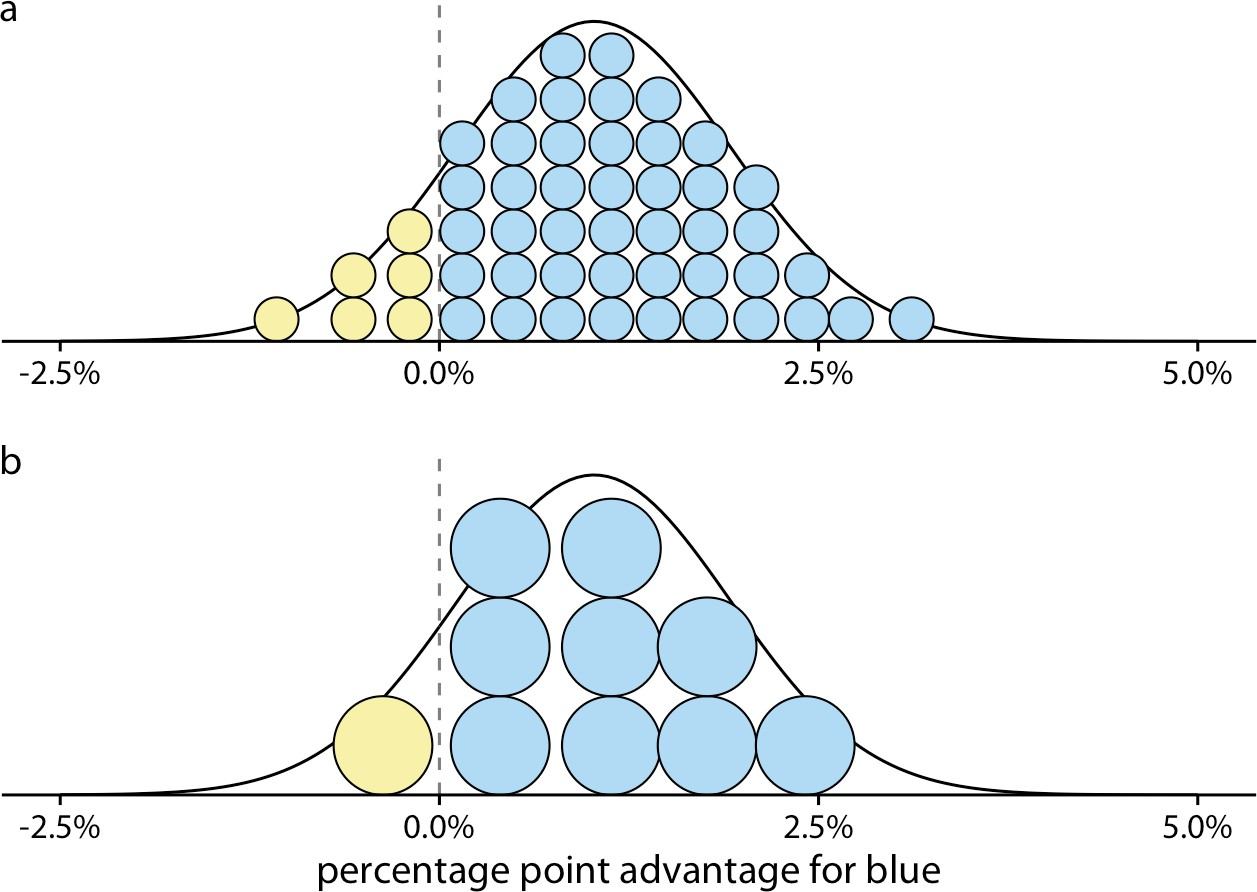 a
-2.5% 0.0% 2.5% 5.0%
b
-2.5% 0.0% 2.5% 5.0%
percentage point advantage for blue